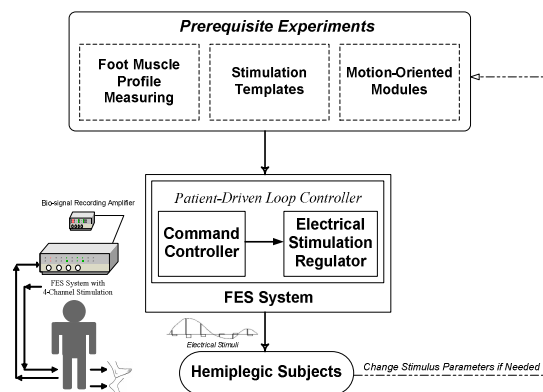 Prerequisite Experiments
Foot Muscle
Profile
Measuring
Stimulation
Templates
Motion-Oriented
Modules
Patient-Driven Loop Controller
Command
Controller
Electrical
Stimulation
Regulator
FES System
Bio-signal Recording Amplifier
FES System with
4-Channel Stimulation
Electrical Stimuli
Hemiplegic Subjects
Change Stimulus Parameters if Needed